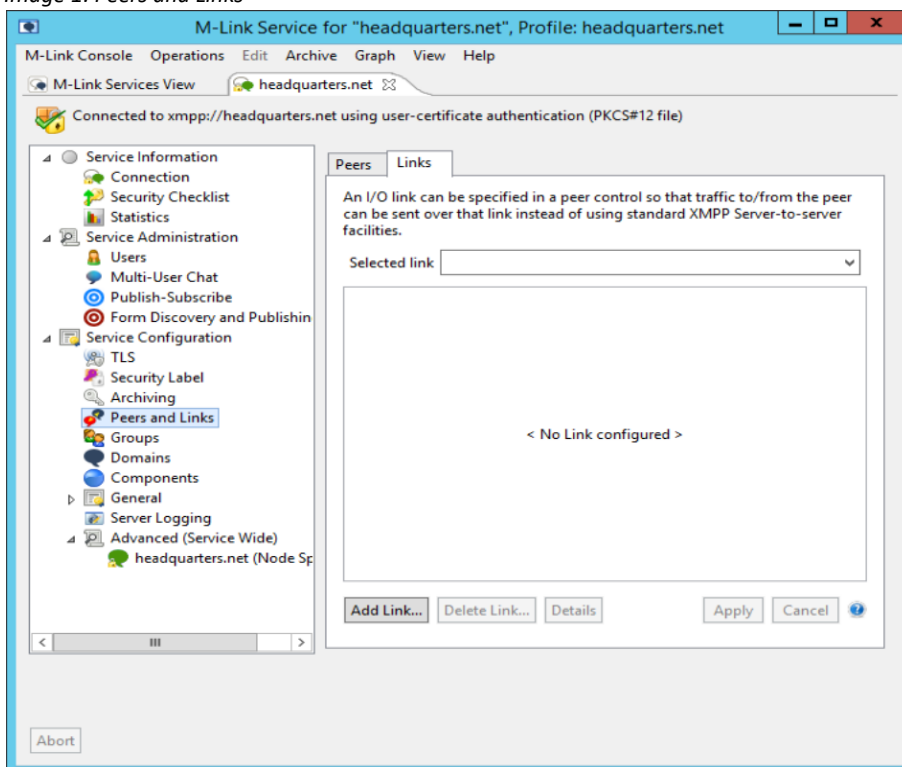 Image 1: Peers and Links
M-Link Service for "headquarters.net", Profile: headquarters.net
M-Link Console Operations Edit Archive Graph View Help
M-Link Services View headquarters.net
Connected to xmpp://headquarters.net using user-certificate authentication (PKCS#12 file)
Service Information
Connection
Security Checklist
Statistics
Service Administration
Users
Multi-User Chat
Publish-Subscribe
Form Discovery and Publishin
Service Configuration
TLS
Security Label
Archiving
Peers and Links
Groups
Domains
Components
General
Server Logging
Advanced (Service Wide)
headquarters.net (Node Sp
Peers Links
An I/O link can be specified in a peer control so that traffic to/from the peer
can be sent over that link instead of using standard XMPP Server-to-server
facilities.
Selected link
< No Link configured >
Add Link... Delete Link... Details Apply Cancel
Abort